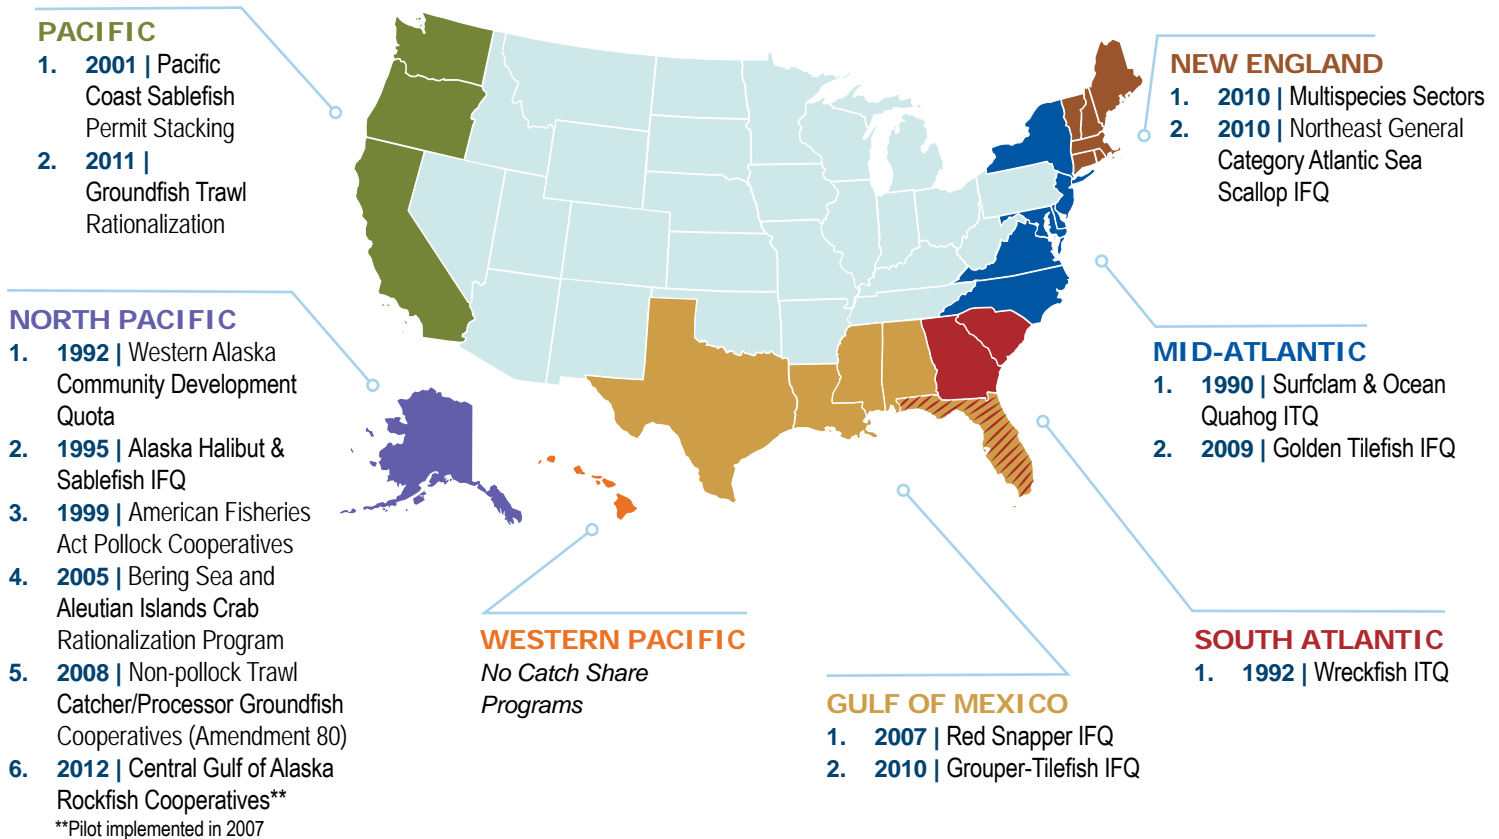 PACIFIC
1. 2001 | Pacific
Coast Sablefish
Permit Stacking
2. 2011 |
Groundfish Trawl
Rationalization
NORTH PACIFIC
1. 1992 | Western Alaska
Community Development
Quota
2. 1995 | Alaska Halibut &
Sablefish IFQ
3. 1999 | American Fisheries
Act Pollock Cooperatives
4. 2005 | Bering Sea and
Aleutian Islands Crab
Rationalization Program
5. 2008 | Non-pollock Trawl
Catcher/Processor Groundfish
Cooperatives (Amendment 80)
6. 2012 | Central Gulf of Alaska
Rockfish Cooperatives**
**Pilot implemented in 2007
WESTERN PACIFIC
No Catch Share
Programs
GULF OF MEXICO
1. 2007 | Red Snapper IFQ
2. 2010 | Grouper-Tilefish IFQ
NEW ENGLAND
1. 2010 | Multispecies Sectors
2. 2010 | Northeast General
Category Atlantic Sea
Scallop IFQ
MID-ATLANTIC
1. 1990 | Surfclam & Ocean
Quahog ITQ
2. 2009 | Golden Tilefish IFQ
SOUTH ATLANTIC
1. 1992 | Wreckfish ITQ